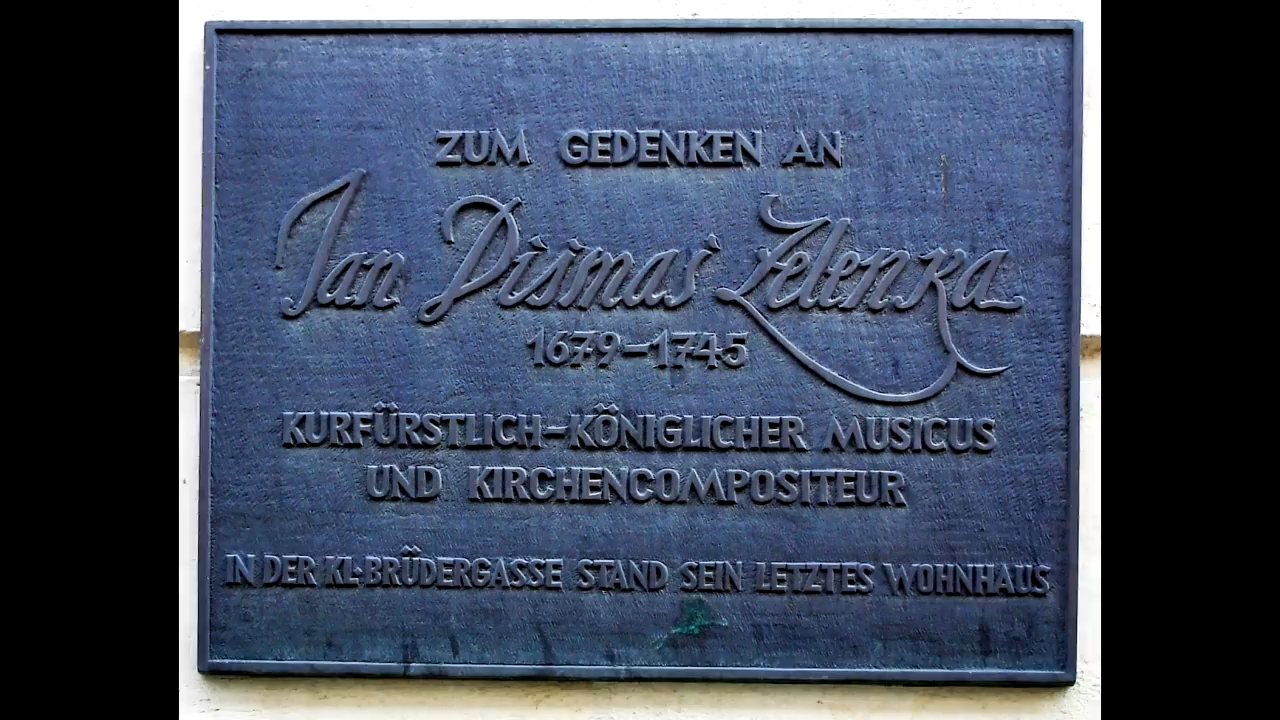 ZUM GEDENKEN AN
Jan Dismas Zelenka
1679-1745
KURFÜRSTLICH-KÖNIGLICHER MUSICUS
UND KIRCHENCOMPOSITEUR
IN DER KL·BRÜDERGASSE STAND SEIN LETZTES WOHNHAUS